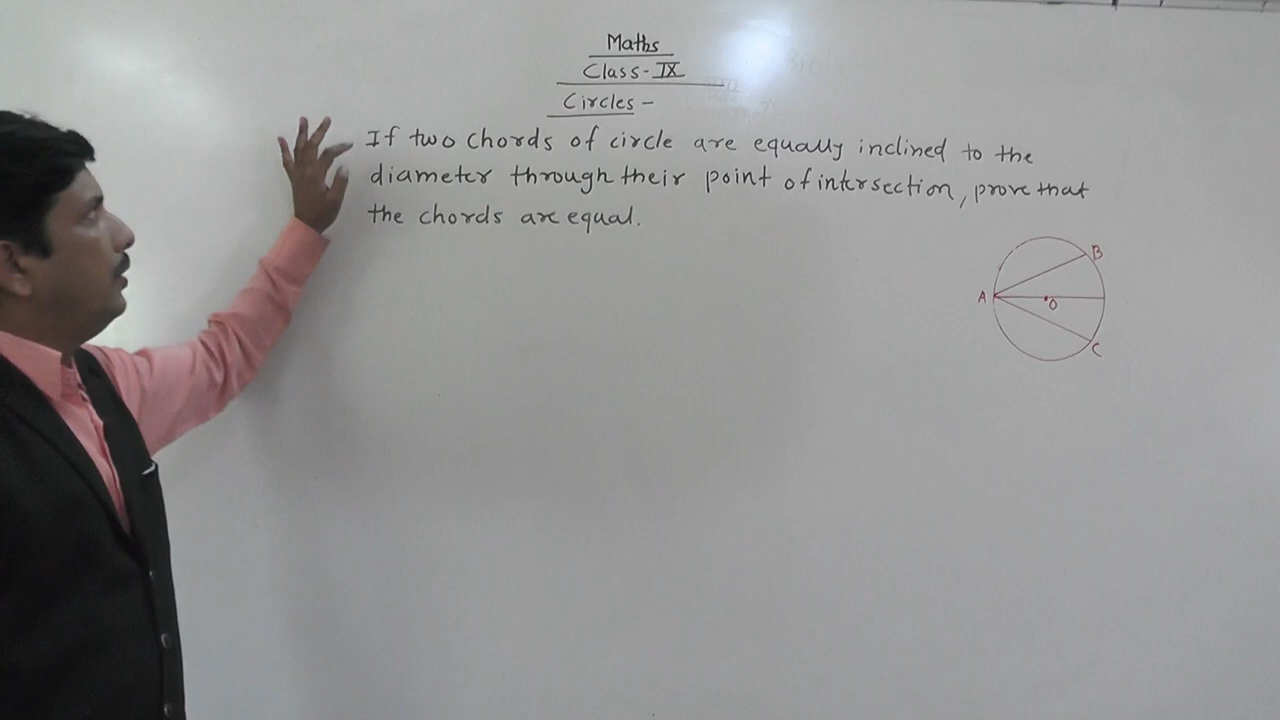 Maths
Class-IX
Circles-
If two chords of circle are equally inclined to the
diameter through their point of intersection, prove that
the chords are equal.
B
A
O
C